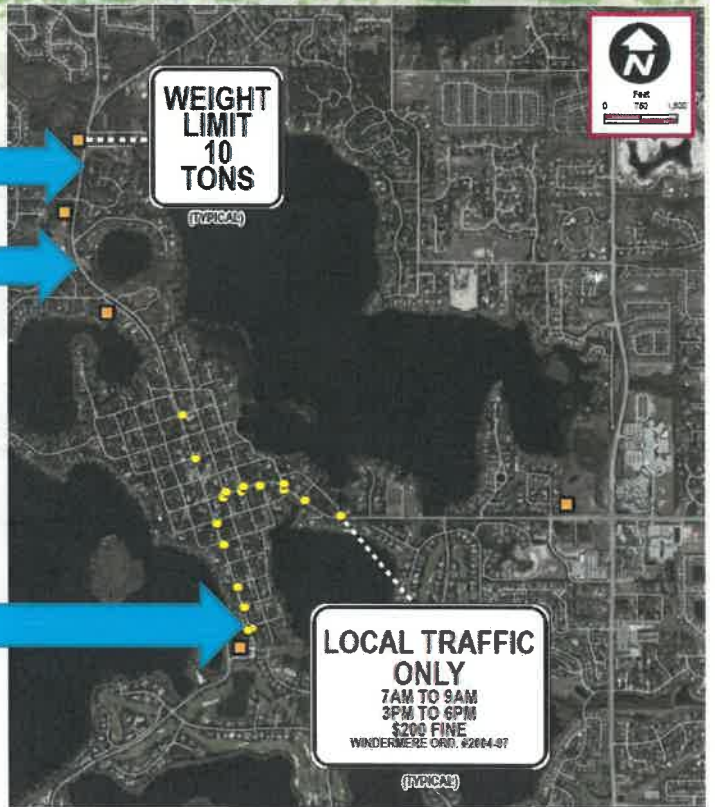 N
Feet
0 750 1,500
WEIGHT
LIMIT
10
TONS
(TYPICAL)
LOCAL TRAFFIC
ONLY
7AM TO 9AM
3PM TO 6PM
$200 FINE
WINDERMERE ORD. #2004-07
(TYPICAL)